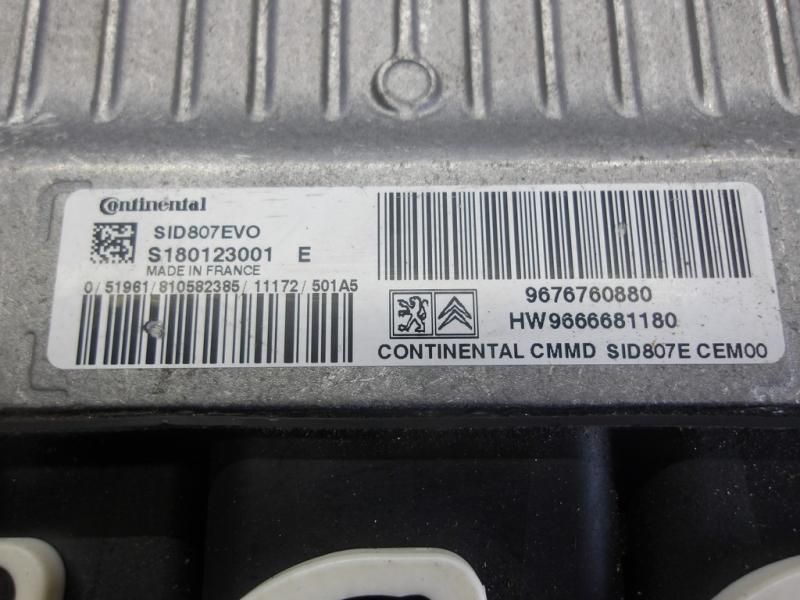 Continental
SID807EVO
S180123001 E
MADE IN FRANCE
0/51961/810582385/11172/501A5
9676760880
HW9666681180
CONTINENTAL CMMD SID807E CEM00